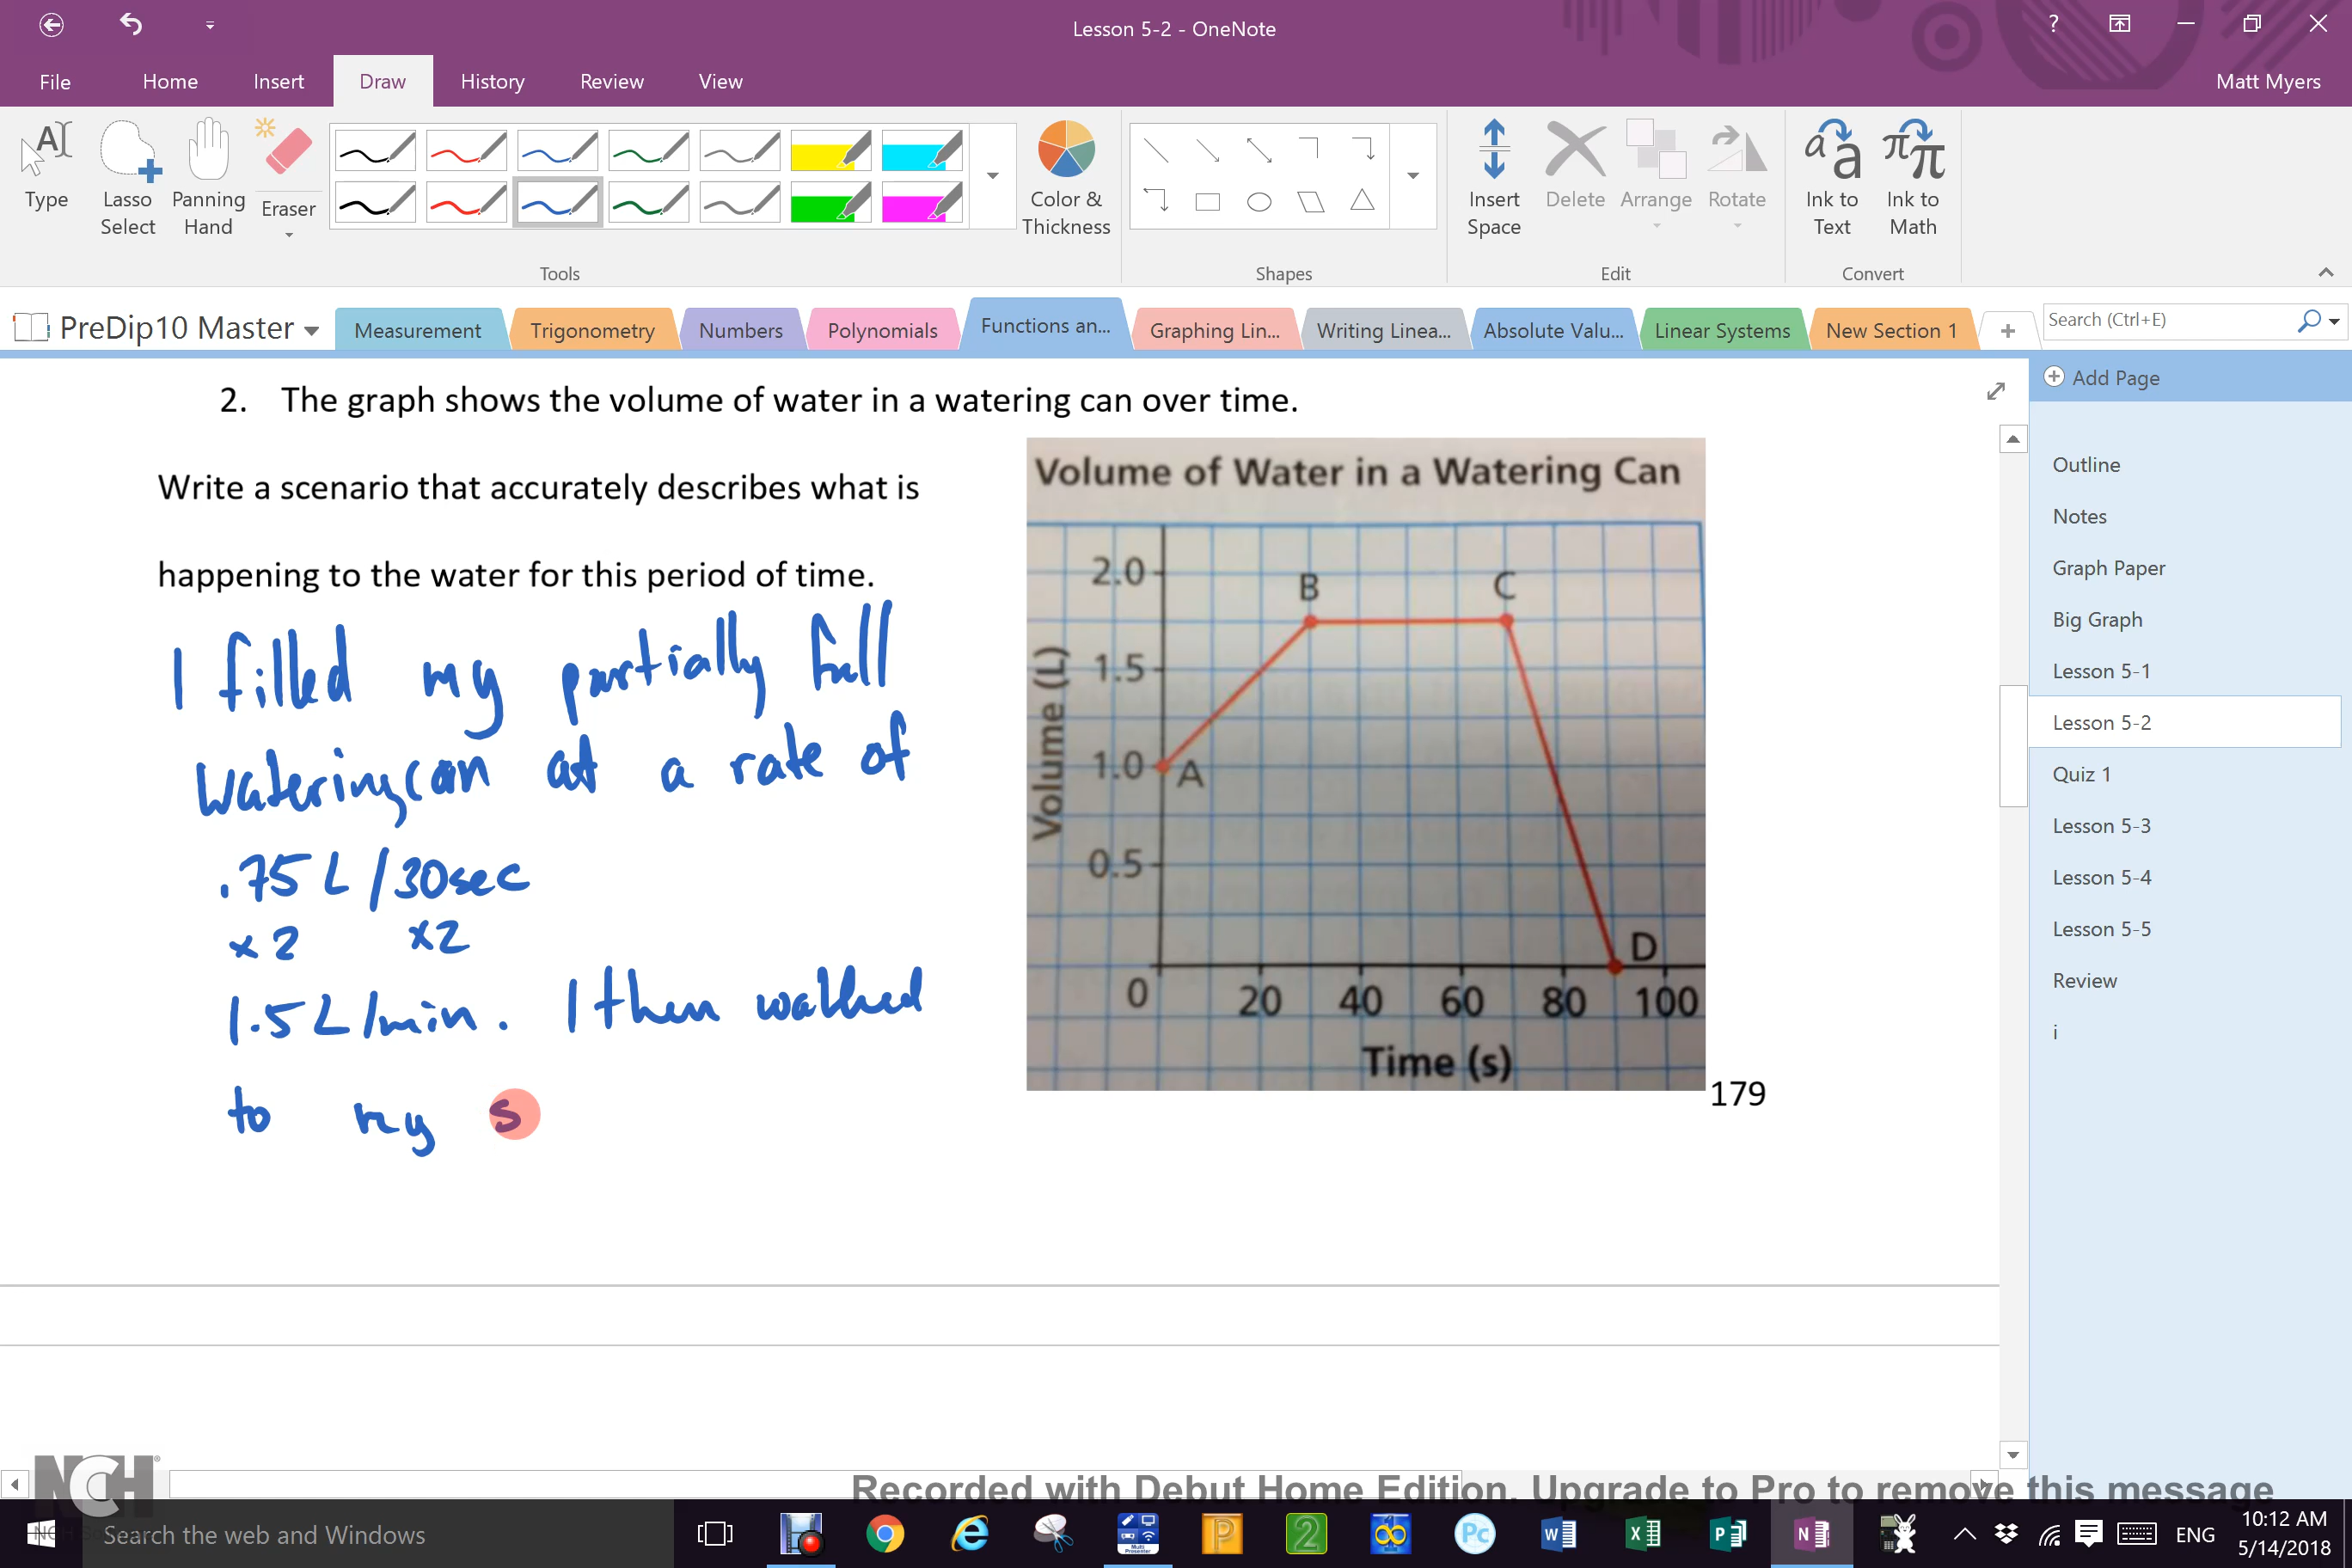 Lesson 5-2 - OneNote
?
File Home Insert Draw History Review View Matt Myers
Type
Lasso Select
Panning Hand
Eraser
Color & Thickness
Insert Space
Delete
Arrange
Rotate
Ink to Text
Ink to Math
Tools Shapes Edit Convert
PreDip10 Master Measurement Trigonometry Numbers Polynomials Functions an... Graphing Lin... Writing Linea... Absolute Valu... Linear Systems New Section 1 + Search (Ctrl+E)
Add Page
Outline
Notes
Graph Paper
Big Graph
Lesson 5-1
Lesson 5-2
Quiz 1
Lesson 5-3
Lesson 5-4
Lesson 5-5
Review
i
2. The graph shows the volume of water in a watering can over time.
Write a scenario that accurately describes what is
happening to the water for this period of time.
I filled my partially full
watering can at a rate of
.75 L /30sec
x 2 x2
1.5 L /min. I then walked
to my s
Volume of Water in a Watering Can
Volume (L)
2.0
1.5
1.0
0.5
0 20 40 60 80 100
A
B
C
D
Time (s)
179
NCH
Recorded with Debut Home Edition. Upgrade to Pro to remove this message
Search the web and Windows
ENG
10:12 AM
5/14/2018